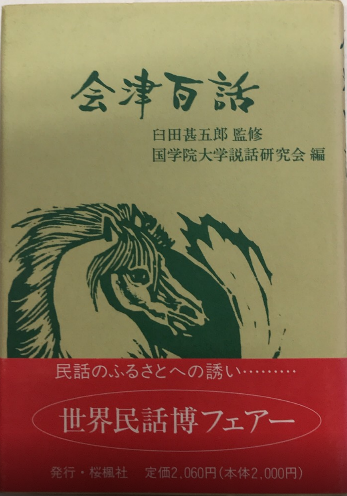 会津百話
臼田甚五郎 監修
国学院大学説話研究会 編
民話のふるさとへの誘い………
世界民話博フェアー
発行・桜楓社 定価2,060円(本体2,000円)